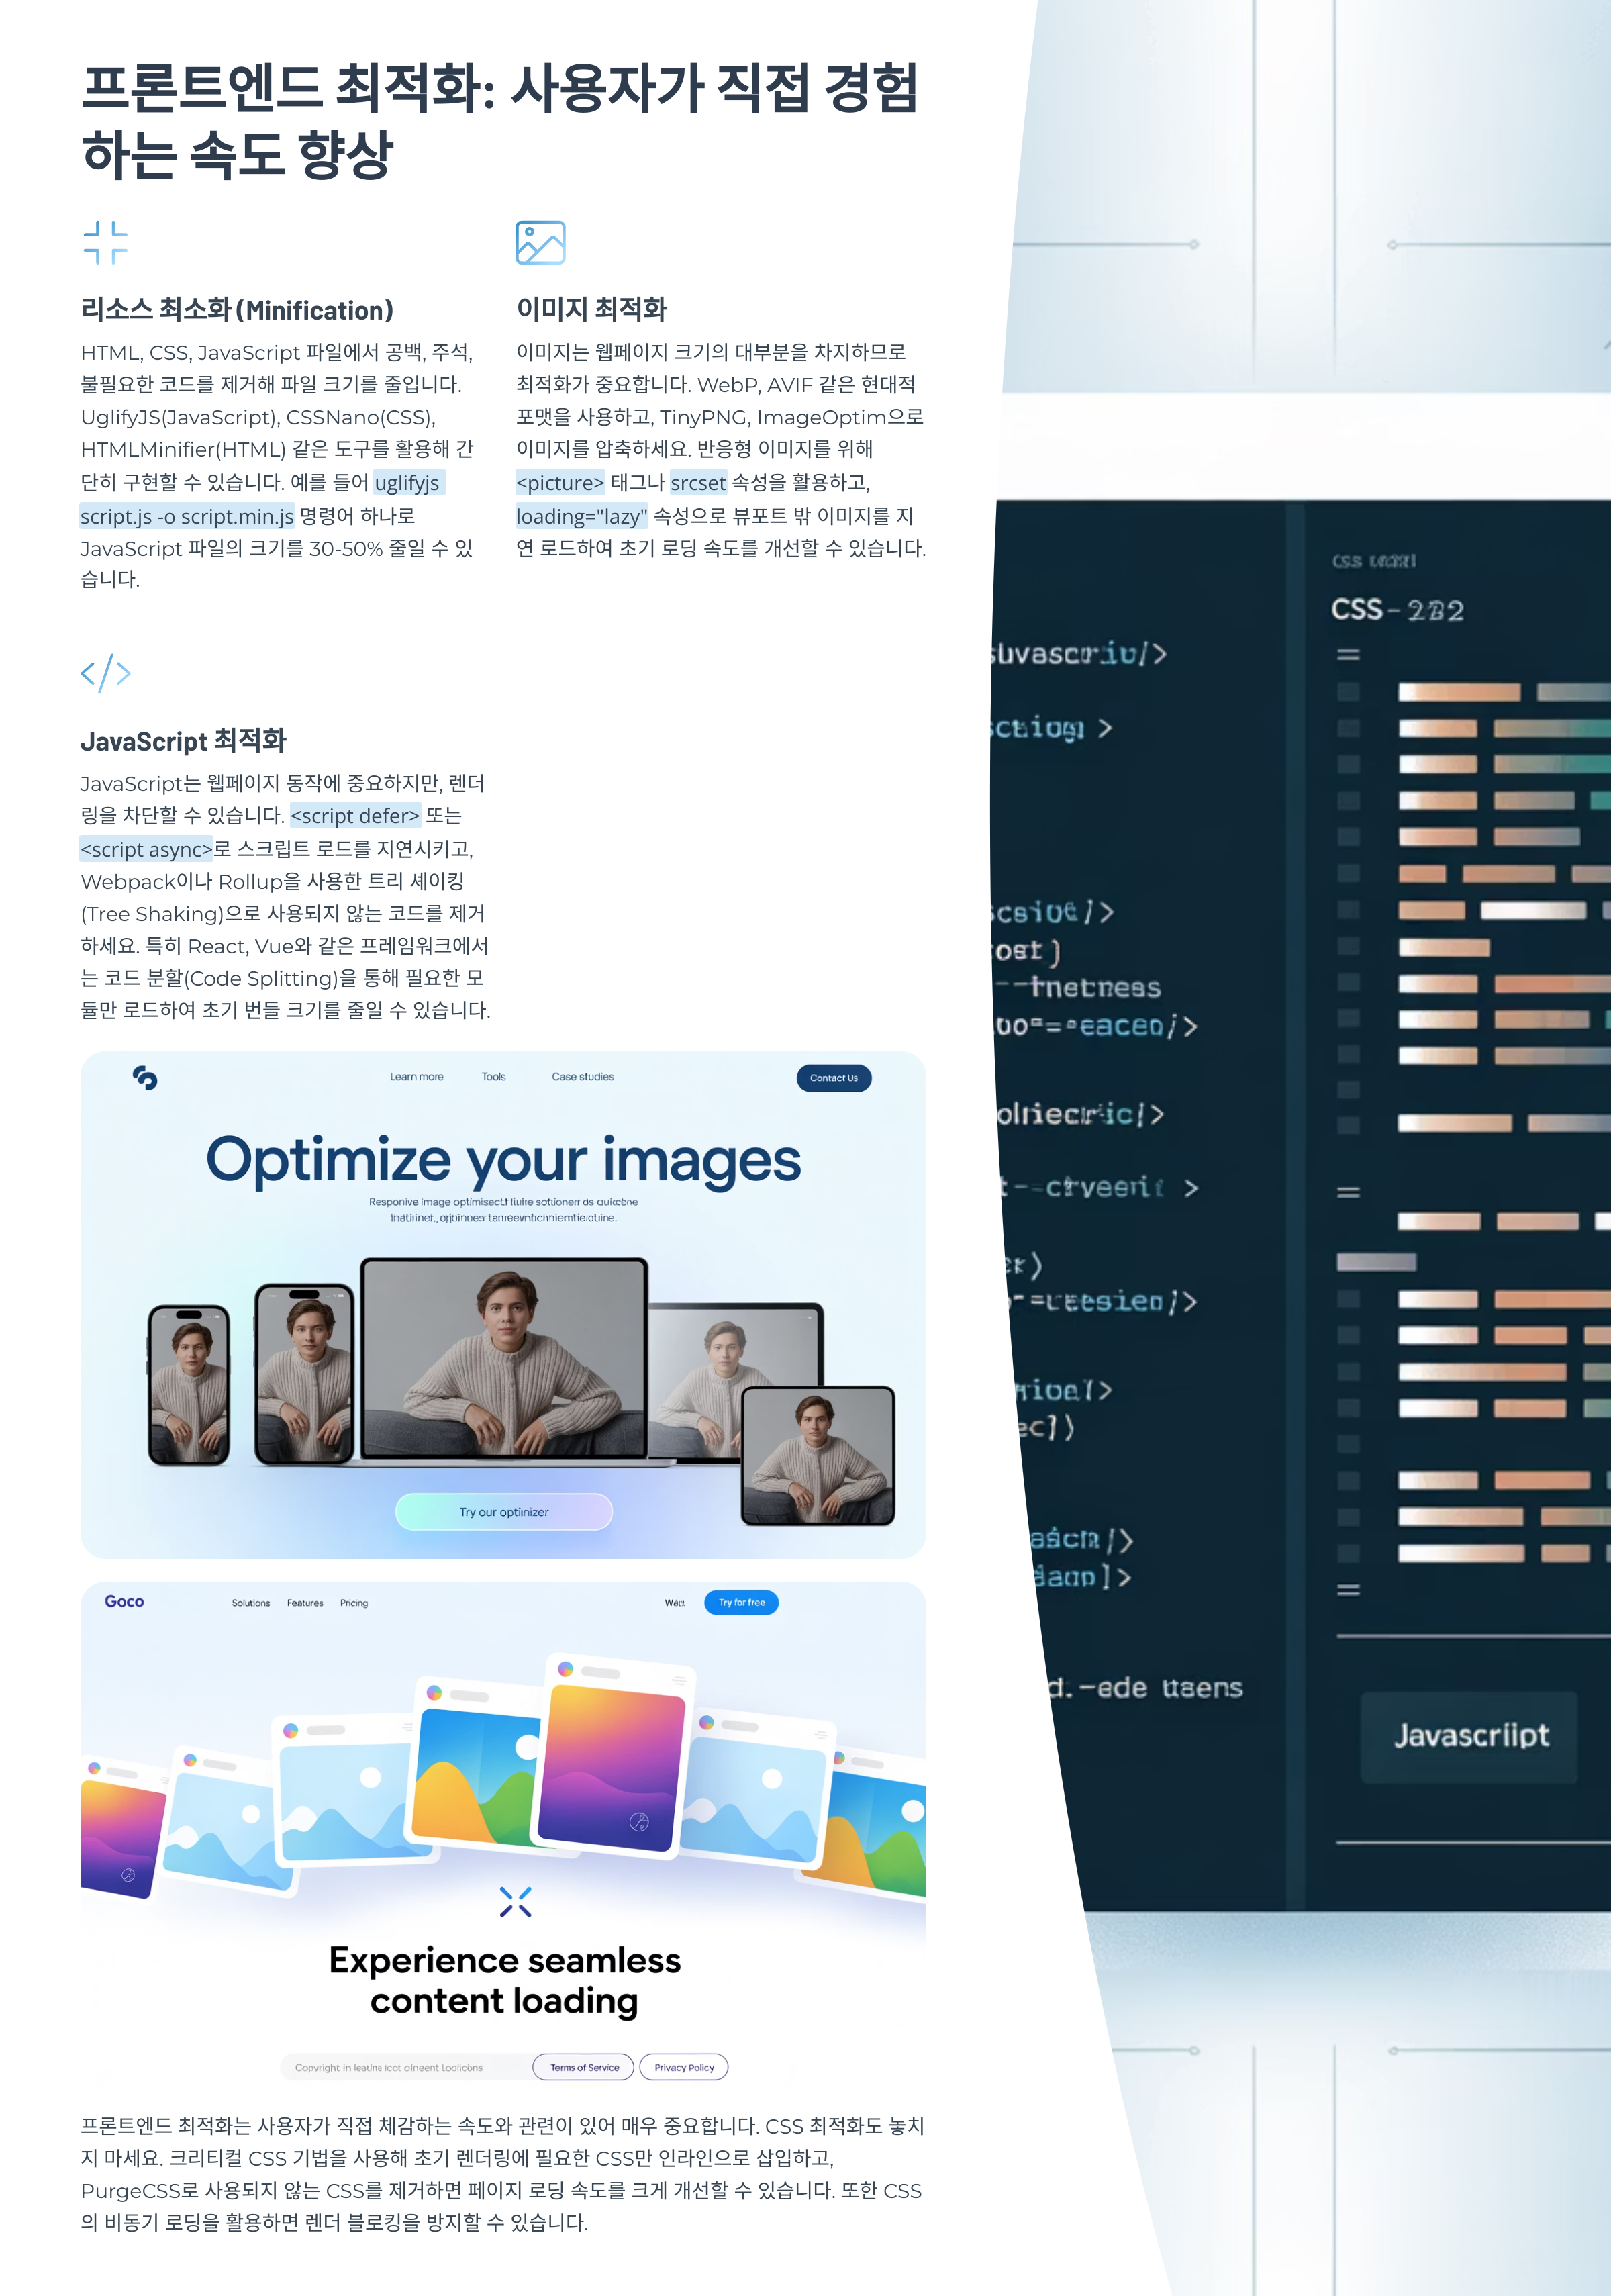 프론트엔드 최적화: 사용자가 직접 경험
하는 속도 향상
리소스 최소화 (Minification)
HTML, CSS, JavaScript 파일에서 공백, 주석,
불필요한 코드를 제거해 파일 크기를 줄입니다.
UglifyJS(JavaScript), CSSNano(CSS),
HTMLMinifier(HTML) 같은 도구를 활용해 간
단히 구현할 수 있습니다. 예를 들어 uglifyjs
script.js -o script.min.js 명령어 하나로
JavaScript 파일의 크기를 30-50% 줄일 수 있
습니다.
이미지 최적화
이미지는 웹페이지 크기의 대부분을 차지하므로
최적화가 중요합니다. WebP, AVIF 같은 현대적
포맷을 사용하고, TinyPNG, ImageOptim으로
이미지를 압축하세요. 반응형 이미지를 위해
<picture> 태그나 srcset 속성을 활용하고,
loading="lazy" 속성으로 뷰포트 밖 이미지를 지
연 로드하여 초기 로딩 속도를 개선할 수 있습니다.
JavaScript 최적화
JavaScript는 웹페이지 동작에 중요하지만, 렌더
링을 차단할 수 있습니다. <script defer> 또는
<script async>로 스크립트 로드를 지연시키고,
Webpack이나 Rollup을 사용한 트리 셰이킹
(Tree Shaking)으로 사용되지 않는 코드를 제거
하세요. 특히 React, Vue와 같은 프레임워크에서
는 코드 분할(Code Splitting)을 통해 필요한 모
듈만 로드하여 초기 번들 크기를 줄일 수 있습니다.
Learn more Tools Case studies Contact Us
Optimize your images
Responive image
Try our
Goco Solutions Features Pricing Try for free
Experience seamless
content loading
Copyright in
Terms of Service Privacy Policy
프론트엔드 최적화는 사용자가 직접 체감하는 속도와 관련이 있어 매우 중요합니다. CSS 최적화도 놓치
지 마세요. 크리티컬 CSS 기법을 사용해 초기 렌더링에 필요한 CSS만 인라인으로 삽입하고,
PurgeCSS로 사용되지 않는 CSS를 제거하면 페이지 로딩 속도를 크게 개선할 수 있습니다. 또한 CSS
의 비동기 로딩을 활용하면 렌더 블로킹을 방지할 수 있습니다.
CSS
Javascriipt